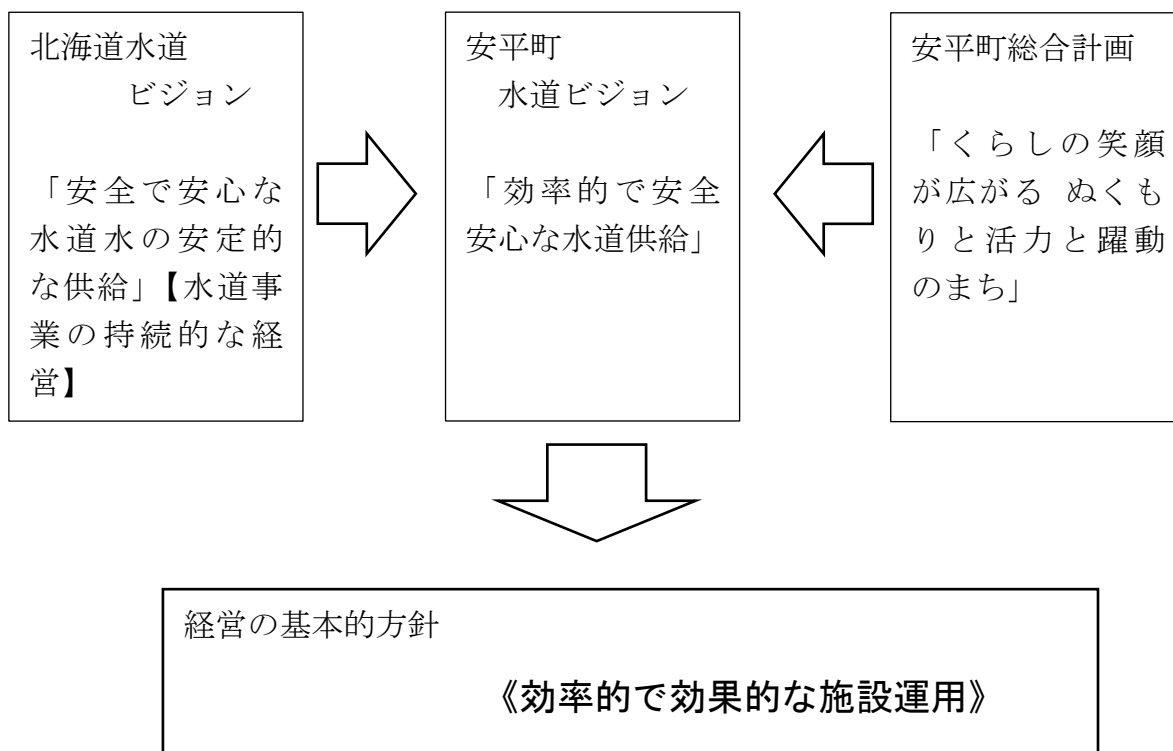 北海道水道
ビジョン
「安全で安心な
水道水の安定的
な供給」【水道事
業の持続的な経
営】
安平町
水道ビジョン
「効率的で安全
安心な水道供給」
安平町総合計画
「くらしの笑顔
が広がる ぬくも
りと活力と躍動
のまち」
経営の基本的方針
《効率的で効果的な施設運用》